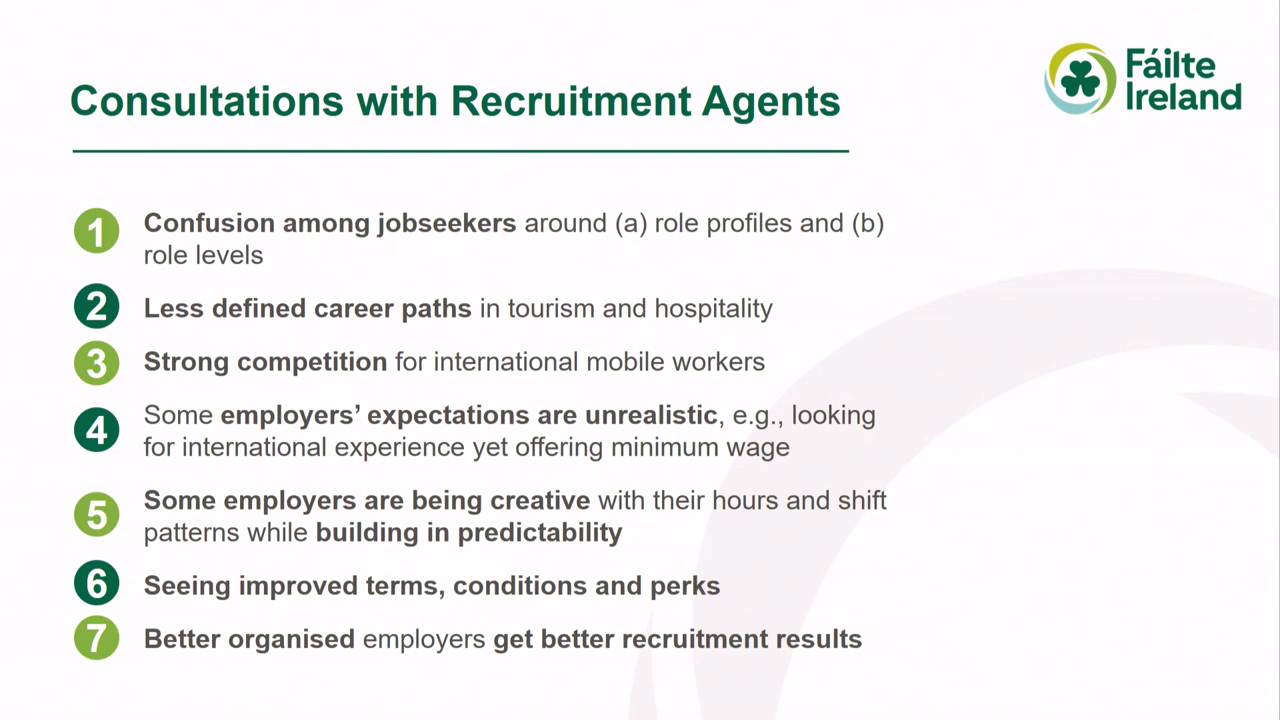 Fáilte
Ireland
Consultations with Recruitment Agents
1 Confusion among jobseekers around (a) role profiles and (b)
role levels
2 Less defined career paths in tourism and hospitality
3 Strong competition for international mobile workers
4 Some employers’ expectations are unrealistic, e.g., looking
for international experience yet offering minimum wage
5 Some employers are being creative with their hours and shift
patterns while building in predictability
6 Seeing improved terms, conditions and perks
7 Better organised employers get better recruitment results